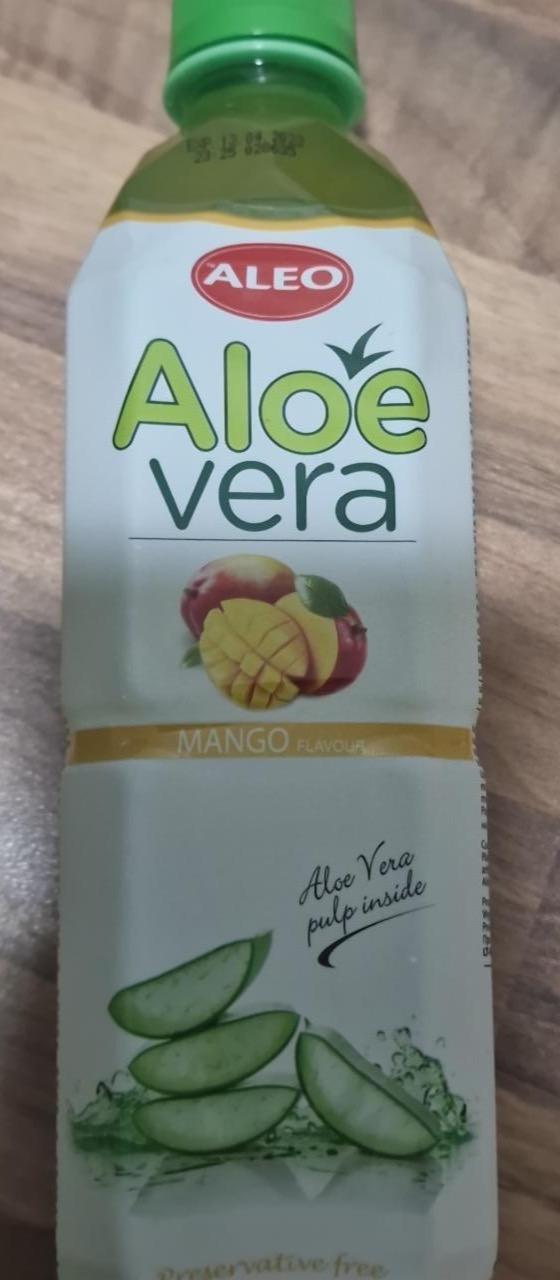 ALEO
Aloe
vera
MANGO FLAVOUR
Aloe Vera
pulp inside
Preservative free